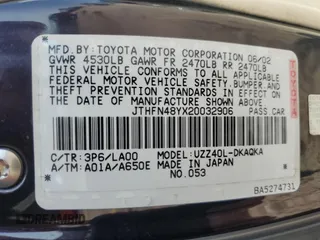 MFD. BY: TOYOTA MOTOR CORPORATION 06/02
GVWR 4530LB GAWR FR 2470LB RR 2470LB
THIS VEHICLE CONFORMS TO ALL APPLICABLE
FEDERAL MOTOR VEHICLE SAFETY, BUMPER,
AND THEFT PREVENTION STANDARDS IN EFFECT
ON THE DATE OF MANUFACTURE SHOWN ABOVE.
JTHFN48YX20032906 PASS CAR
C/TR: 3P6/LA00 MODEL: UZZ40L-DKAQKA
A/TM: A01A/A650E MADE IN JAPAN
NO.053
BA5274731
TOYOTA